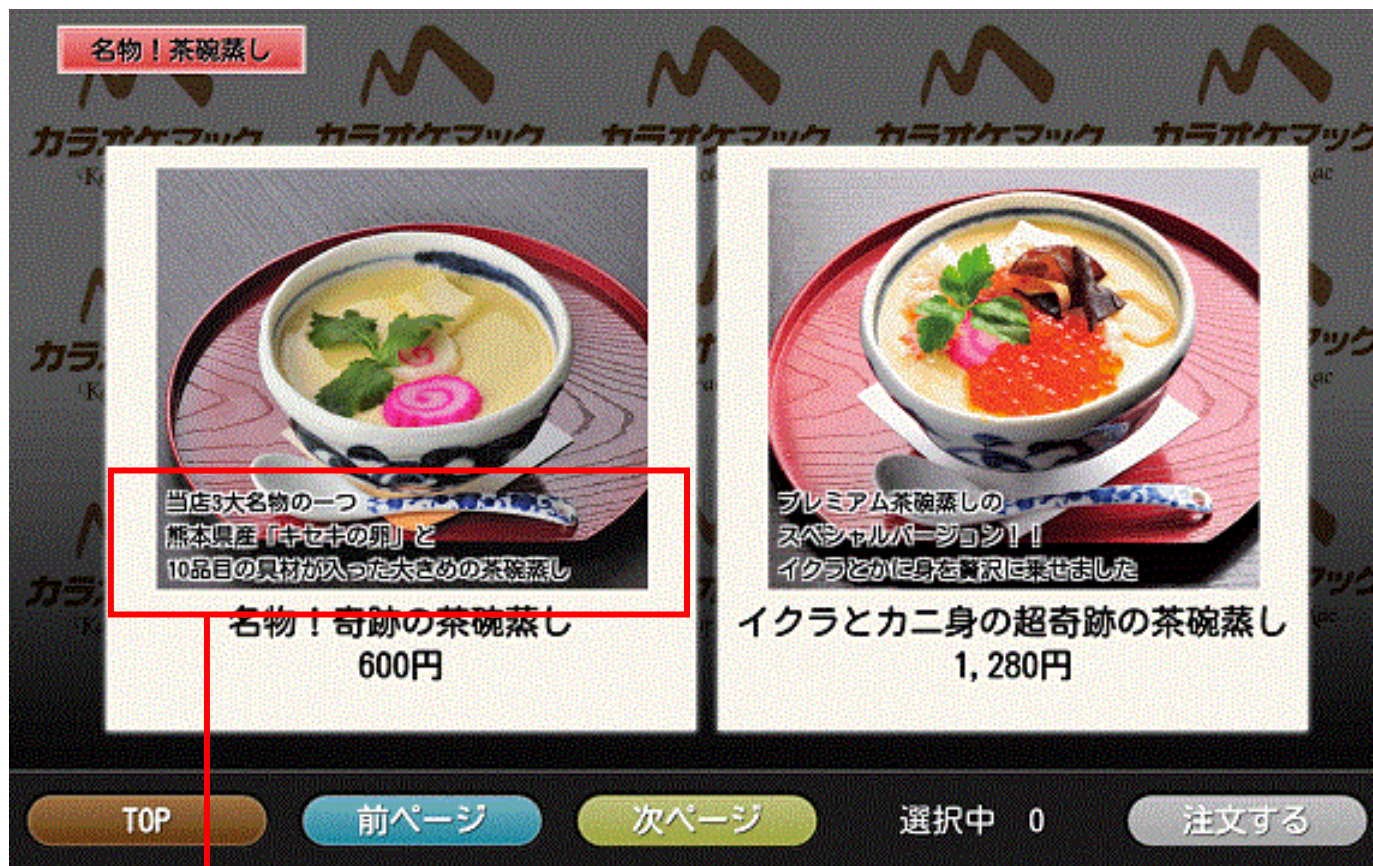 名物！茶碗蒸し
カラオケマック カラオケマック カラオケマック カラオケマック カラオケマック
当店3大名物の一つ
熊本県産「キセキの卵」と
10品目の具材が入った大きめの茶碗蒸し
名物！奇跡の茶碗蒸し
600円
プレミアム茶碗蒸しの
スペシャルバージョン！！
イクラとかに身を贅沢に乗せました
イクラとカニ身の超奇跡の茶碗蒸し
1,280円
TOP 前ページ 次ページ 選択中 0 注文する